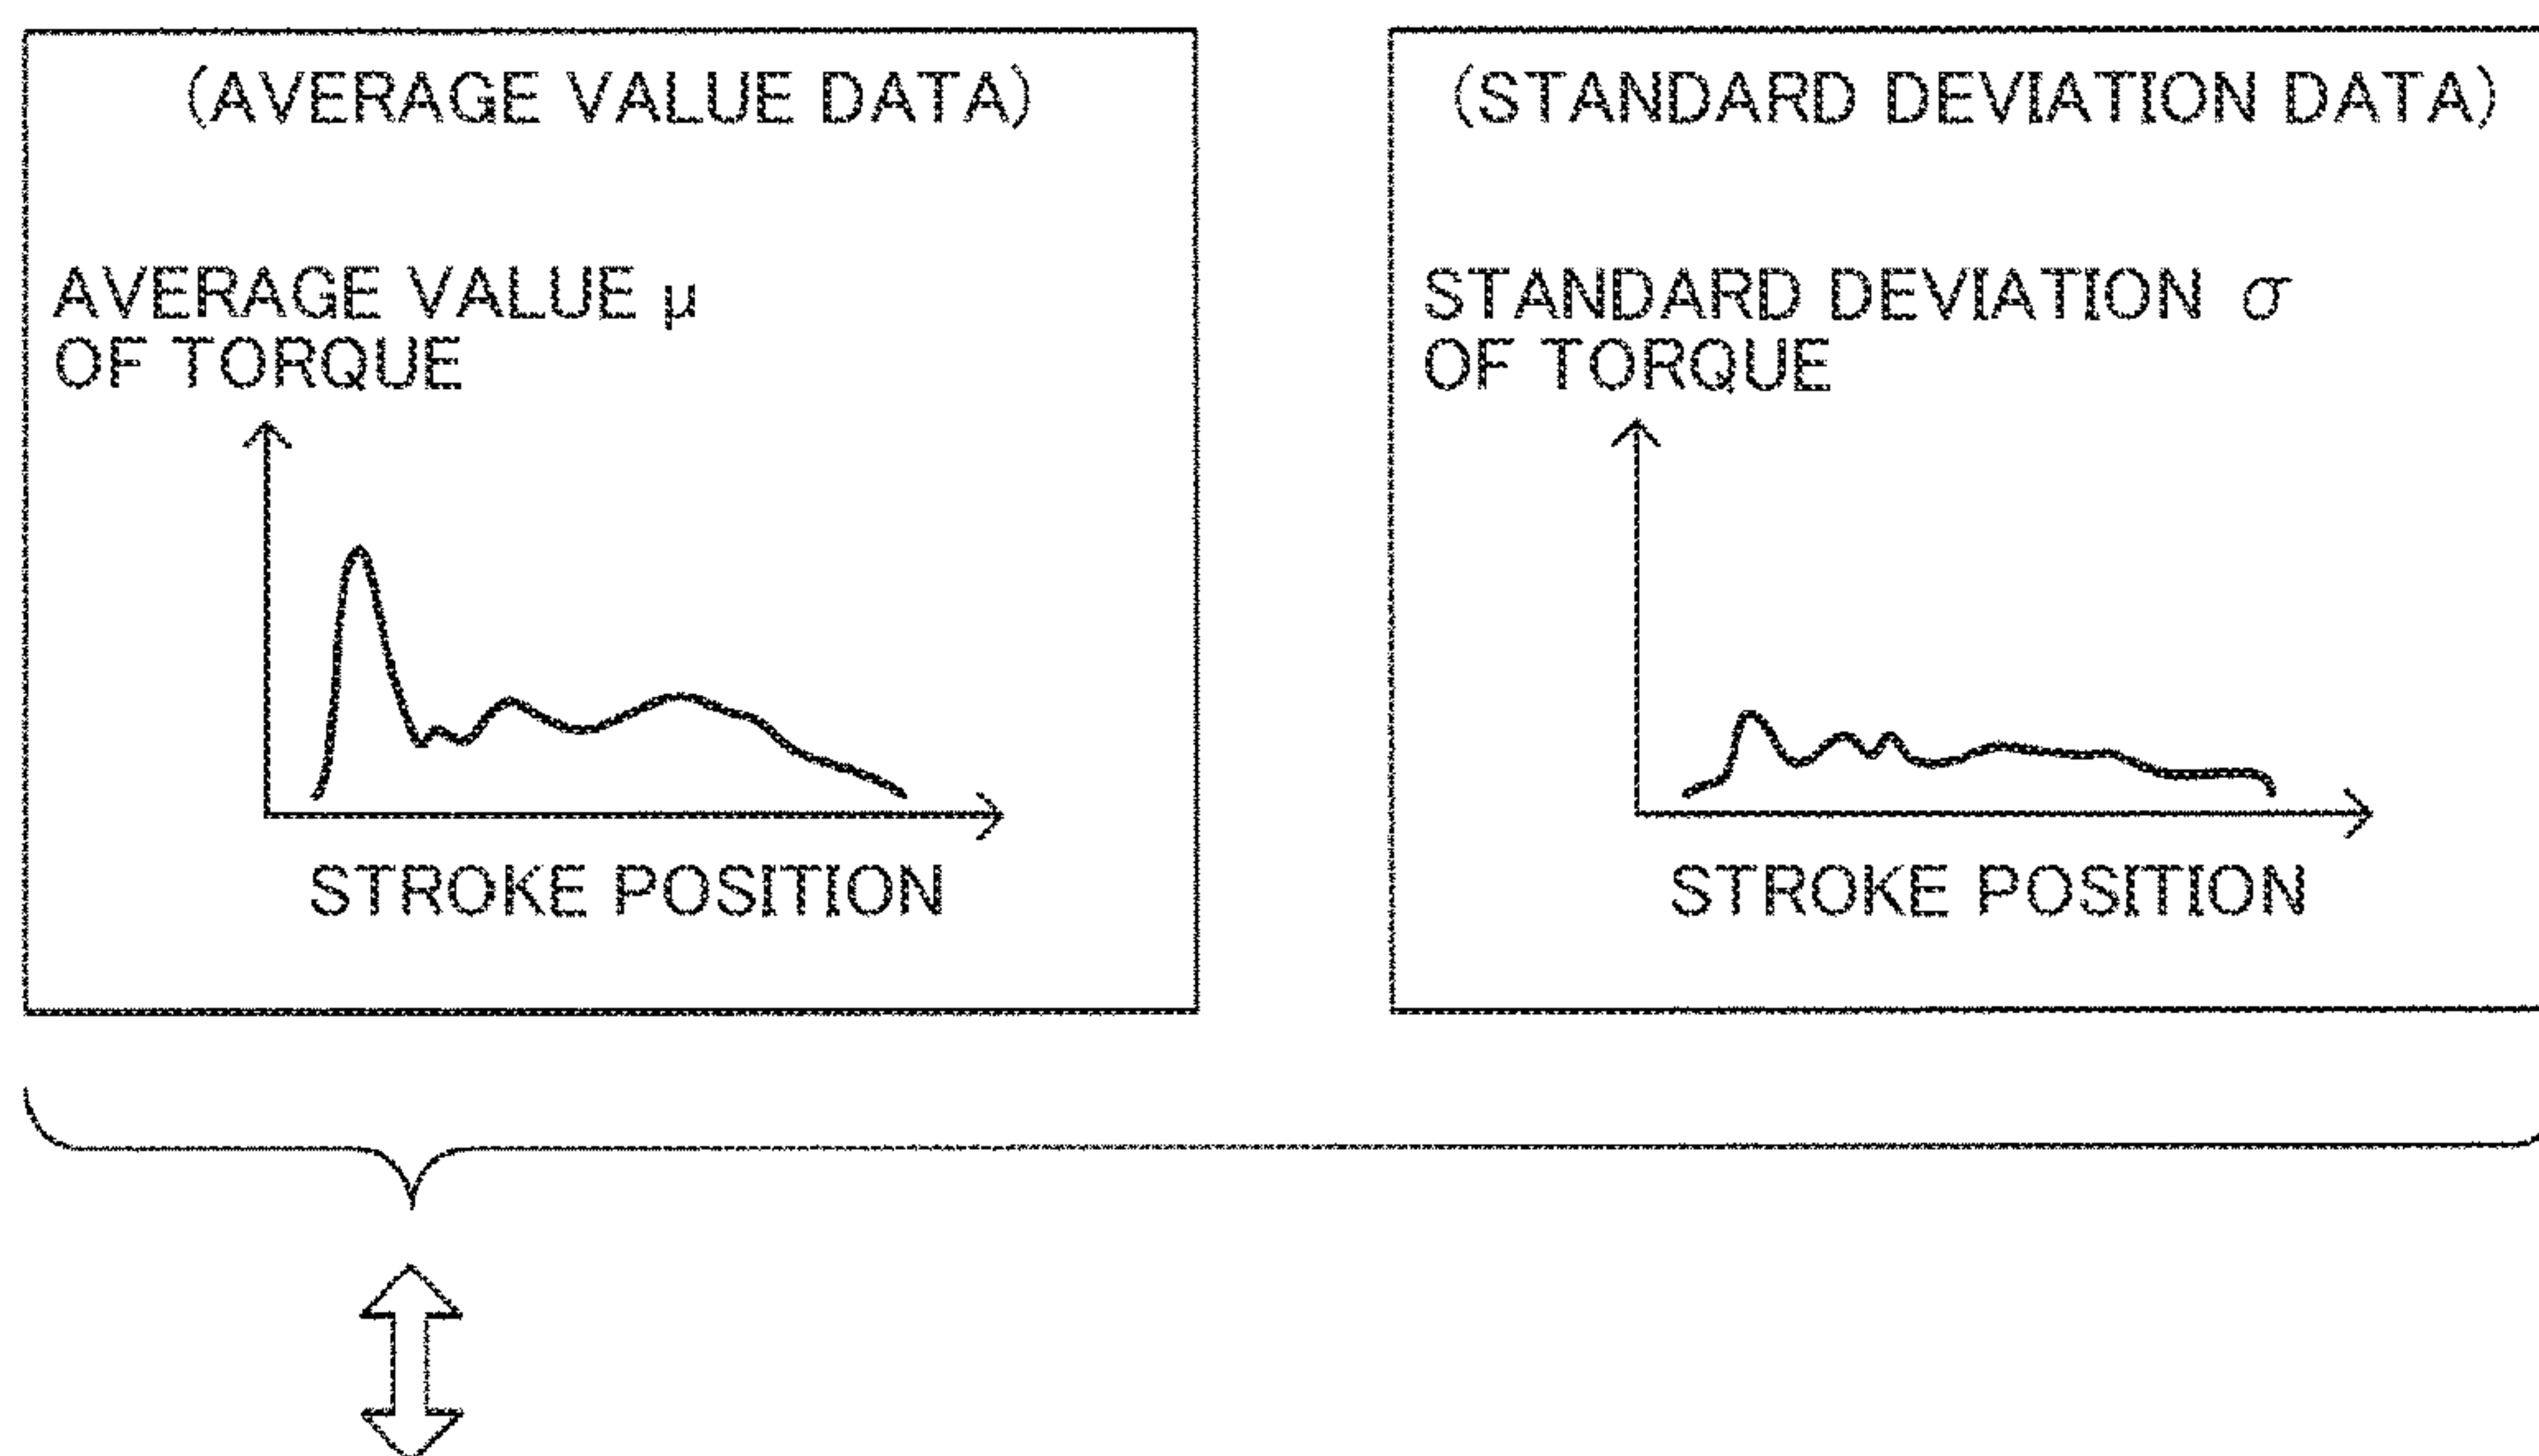 (AVERAGE VALUE DATA)
AVERAGE VALUE μ
OF TORQUE
STROKE POSITION
(STANDARD DEVIATION DATA)
STANDARD DEVIATION σ
OF TORQUE
STROKE POSITION